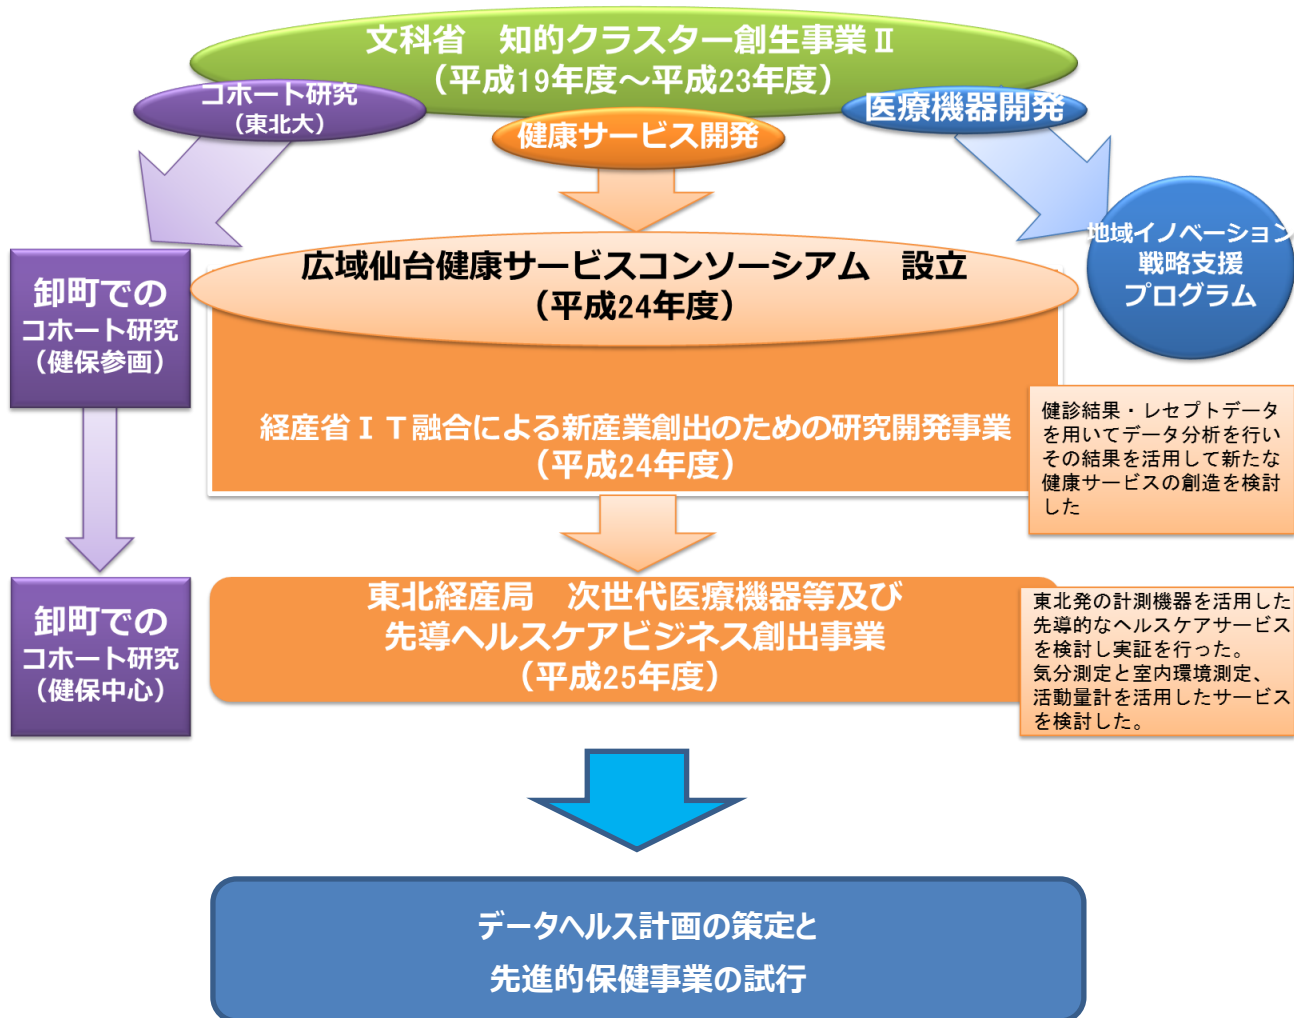 文科省　知的クラスター創生事業Ⅱ
（平成19年度～平成23年度）
コホート研究
（東北大）
健康サービス開発
医療機器開発
地域イノベーション
戦略支援
プログラム
広域仙台健康サービスコンソーシアム　設立
（平成24年度）
卸町での
コホート研究
（健保参画）
経産省ＩＴ融合による新産業創出のための研究開発事業
（平成24年度）
健診結果・レセプトデータ
を用いてデータ分析を行い
その結果を活用して新たな
健康サービスの創造を検討
した
卸町での
コホート研究
（健保中心）
東北経産局　次世代医療機器等及び
先導ヘルスケアビジネス創出事業
（平成25年度）
東北発の計測機器を活用した
先導的なヘルスケアサービス
を検討し実証を行った。
気分測定と室内環境測定、
活動量計を活用したサービス
を検討した。
データヘルス計画の策定と
先進的保健事業の試行